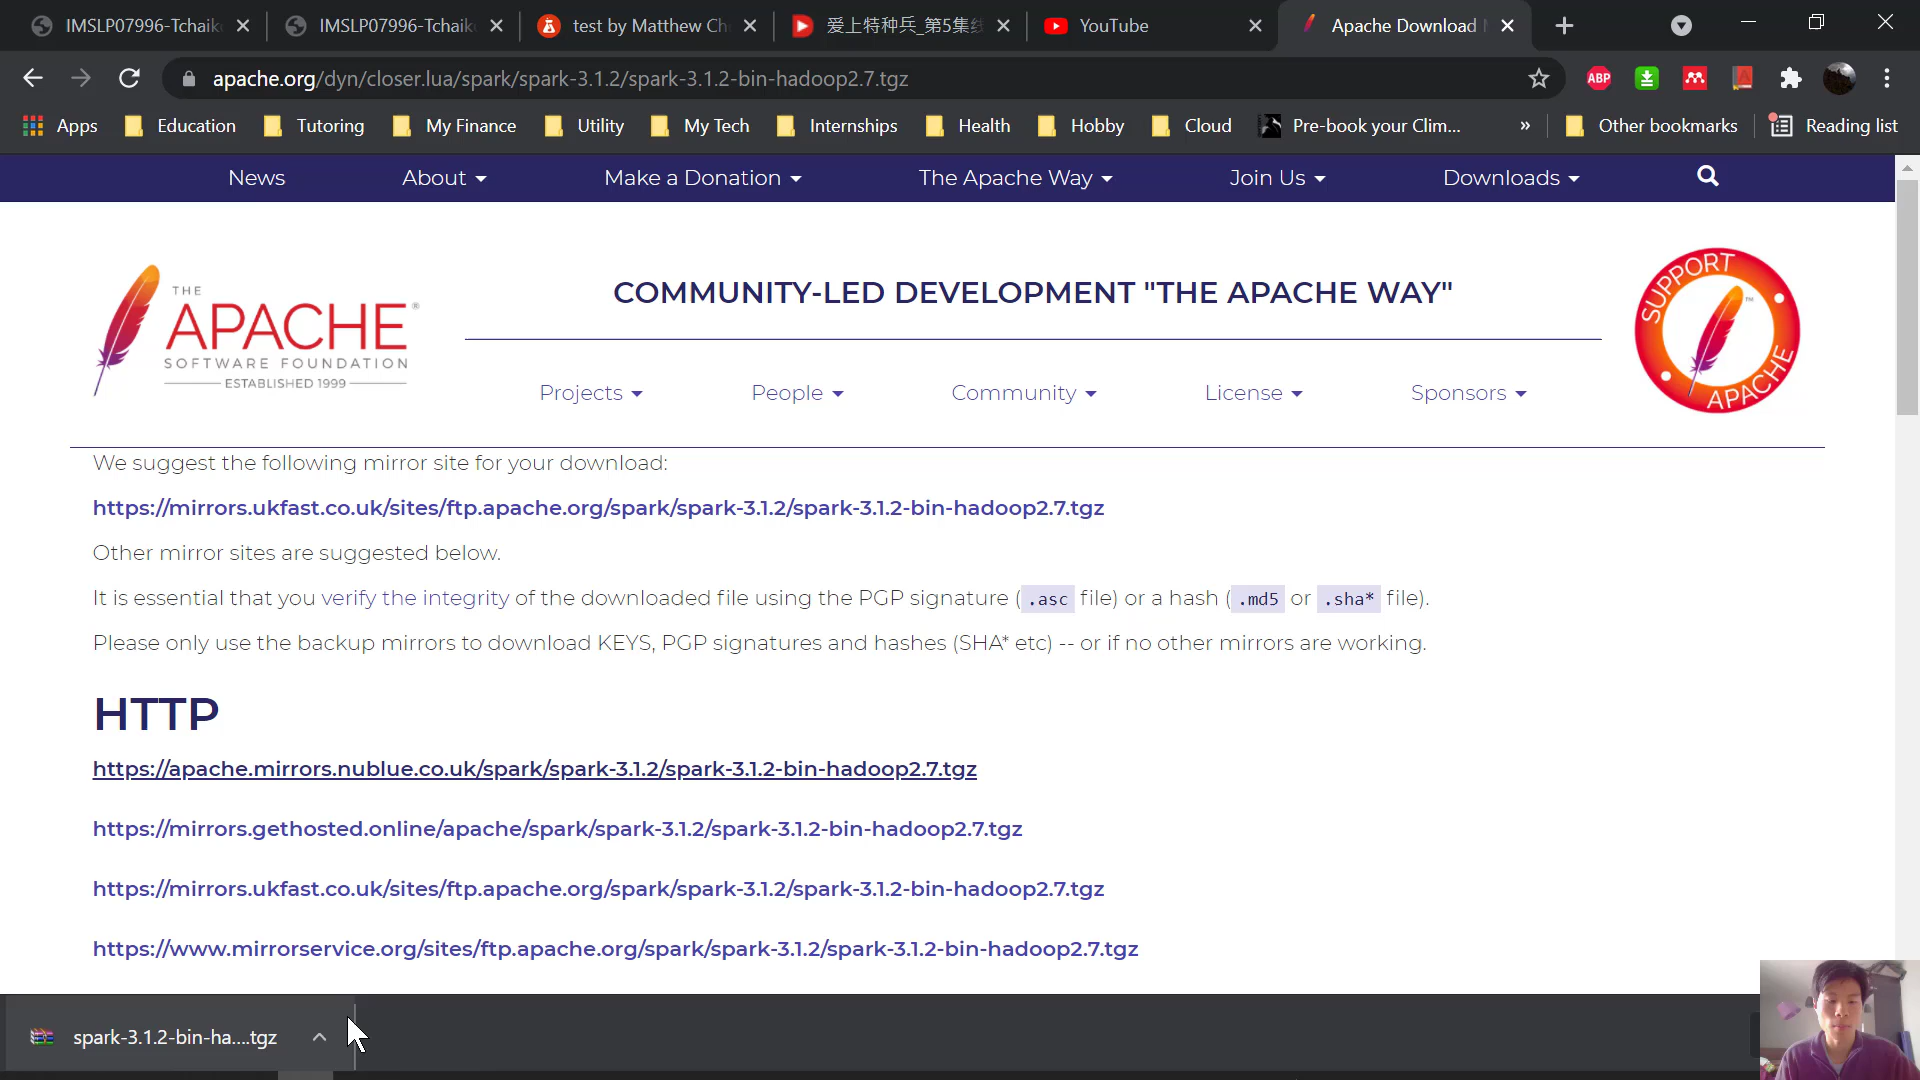 IMSLP07996-Tchaik
IMSLP07996-Tchaik
test by Matthew Ch
爱上特种兵_第5集线
YouTube
Apache Download
apache.org/dyn/closer.lua/spark/spark-3.1.2/spark-3.1.2-bin-hadoop2.7.tgz
ABP
Apps
Education
Tutoring
My Finance
Utility
My Tech
Internships
Health
Hobby
Cloud
Pre-book your Clim...
»
Other bookmarks
Reading list
News
About
Make a Donation
The Apache Way
Join Us
Downloads
THE
APACHE®
SOFTWARE FOUNDATION
ESTABLISHED 1999
COMMUNITY-LED DEVELOPMENT "THE APACHE WAY"
SUPPORT
APACHE
Projects
People
Community
License
Sponsors
We suggest the following mirror site for your download:
https://mirrors.ukfast.co.uk/sites/ftp.apache.org/spark/spark-3.1.2/spark-3.1.2-bin-hadoop2.7.tgz
Other mirror sites are suggested below.
It is essential that you verify the integrity of the downloaded file using the PGP signature ( .asc file) or a hash ( .md5 or .sha* file).
Please only use the backup mirrors to download KEYS, PGP signatures and hashes (SHA* etc) -- or if no other mirrors are working.
HTTP
https://apache.mirrors.nublue.co.uk/spark/spark-3.1.2/spark-3.1.2-bin-hadoop2.7.tgz
https://mirrors.gethosted.online/apache/spark/spark-3.1.2/spark-3.1.2-bin-hadoop2.7.tgz
https://mirrors.ukfast.co.uk/sites/ftp.apache.org/spark/spark-3.1.2/spark-3.1.2-bin-hadoop2.7.tgz
https://www.mirrorservice.org/sites/ftp.apache.org/spark/spark-3.1.2/spark-3.1.2-bin-hadoop2.7.tgz
spark-3.1.2-bin-ha....tgz